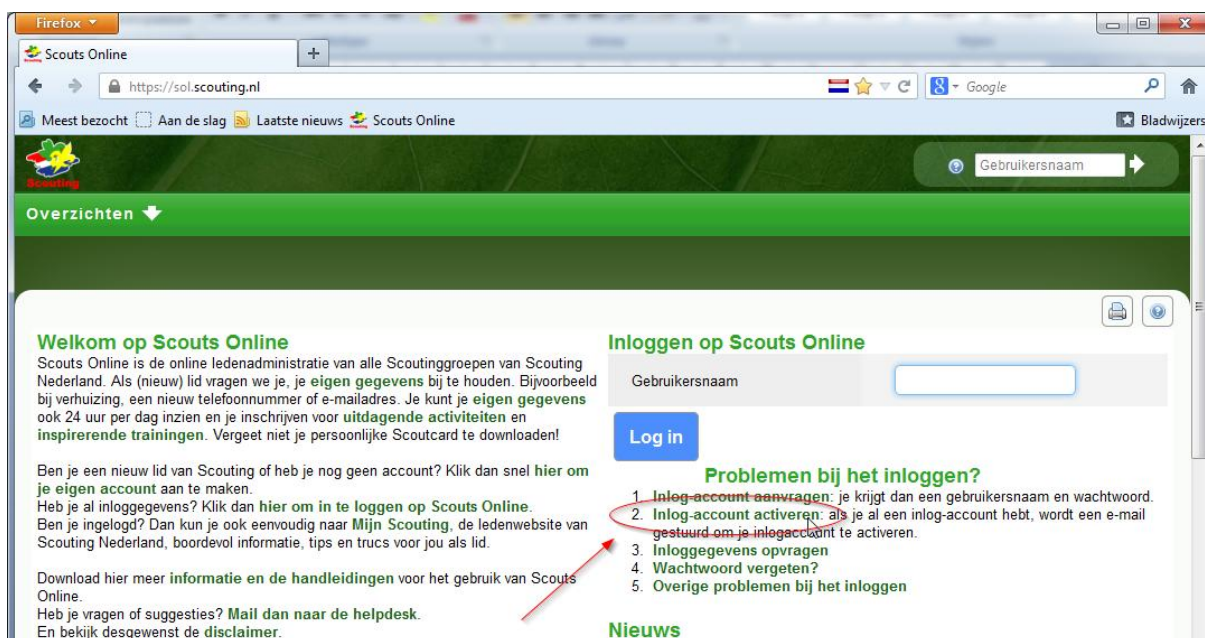 Firefox
Scouts Online
https://sol.scouting.nl
Google
Meest bezocht Aan de slag Laatste nieuws Scouts Online
Bladwijzers
Scouting
Gebruikersnaam
Overzichten
Welkom op Scouts Online
Scouts Online is de online ledenadministratie van alle Scoutinggroepen van Scouting
Nederland. Als (nieuw) lid vragen we je, je eigen gegevens bij te houden. Bijvoorbeeld
bij verhuizing, een nieuw telefoonnummer of e-mailadres. Je kunt je eigen gegevens
ook 24 uur per dag inzien en je inschrijven voor uitdagende activiteiten en
inspirerende trainingen. Vergeet niet je persoonlijke Scoutcard te downloaden!
Ben je een nieuw lid van Scouting of heb je nog geen account? Klik dan snel hier om
je eigen account aan te maken.
Heb je al inloggegevens? Klik dan hier om in te loggen op Scouts Online.
Ben je ingelogd? Dan kun je ook eenvoudig naar Mijn Scouting, de ledenwebsite van
Scouting Nederland, boordevol informatie, tips en trucs voor jou als lid.
Download hier meer informatie en de handleidingen voor het gebruik van Scouts
Online.
Heb je vragen of suggesties? Mail dan naar de helpdesk.
En bekijk desgewenst de disclaimer.
Inloggen op Scouts Online
Gebruikersnaam
Log in
Problemen bij het inloggen?
1. Inlog-account aanvragen: je krijgt dan een gebruikersnaam en wachtwoord.
2. Inlog-account activeren: als je al een inlog-account hebt, wordt een e-mail
gestuurd om je inlogaccount te activeren.
3. Inloggegevens opvragen
4. Wachtwoord vergeten?
5. Overige problemen bij het inloggen
Nieuws